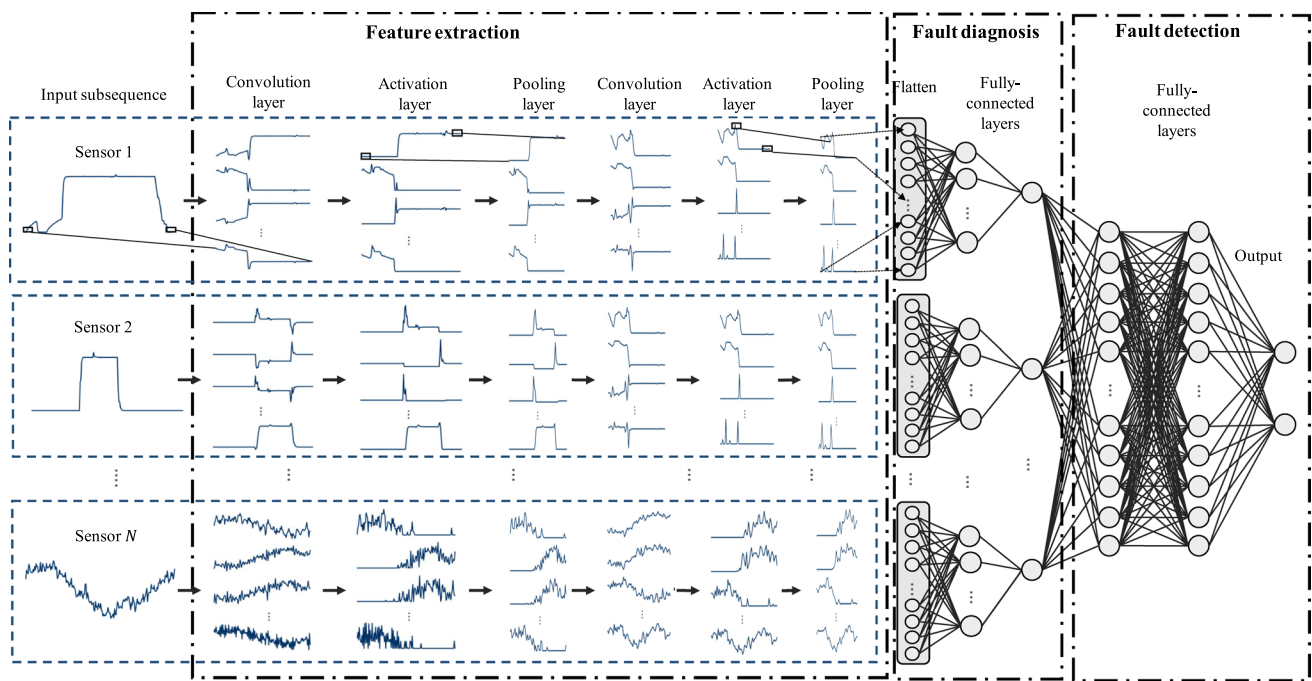 Feature extraction
Fault diagnosis
Fault detection
Input subsequence
Convolution
layer
Activation
layer
Pooling
layer
Convolution
layer
Activation
layer
Pooling
layer
Flatten
Fully-
connected
layers
Fully-
connected
layers
Sensor 1
Output
Sensor 2
Sensor N